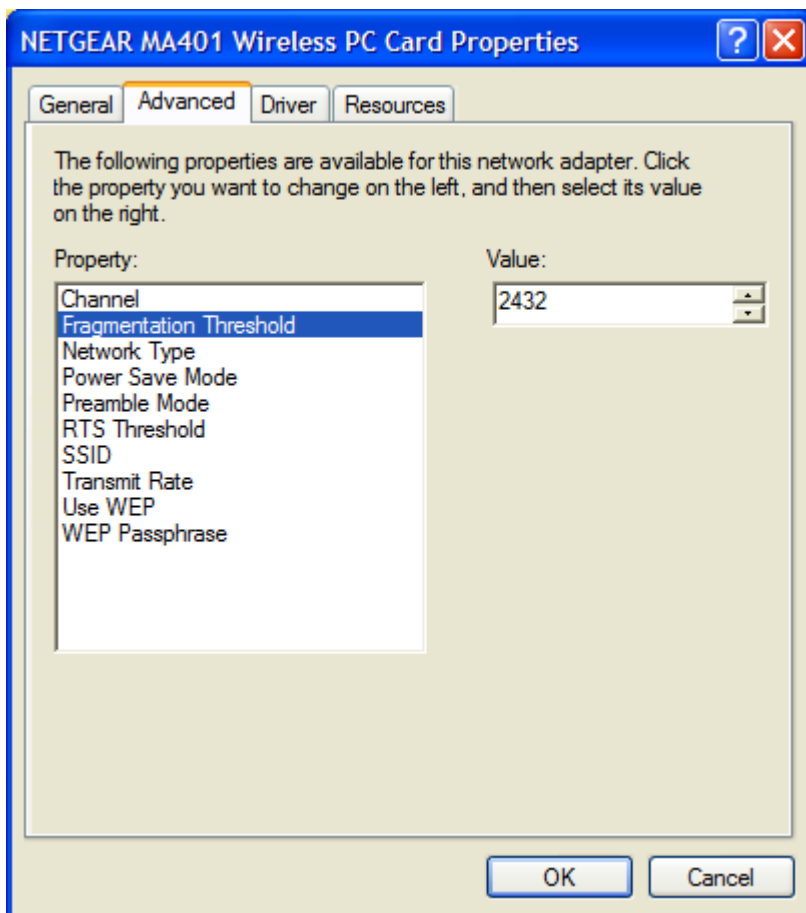 NETGEAR MA401 Wireless PC Card Properties
General Advanced Driver Resources
The following properties are available for this network adapter. Click
the property you want to change on the left, and then select its value
on the right.
Property:
Channel
Fragmentation Threshold
Network Type
Power Save Mode
Preamble Mode
RTS Threshold
SSID
Transmit Rate
Use WEP
WEP Passphrase
Value:
2432
OK Cancel